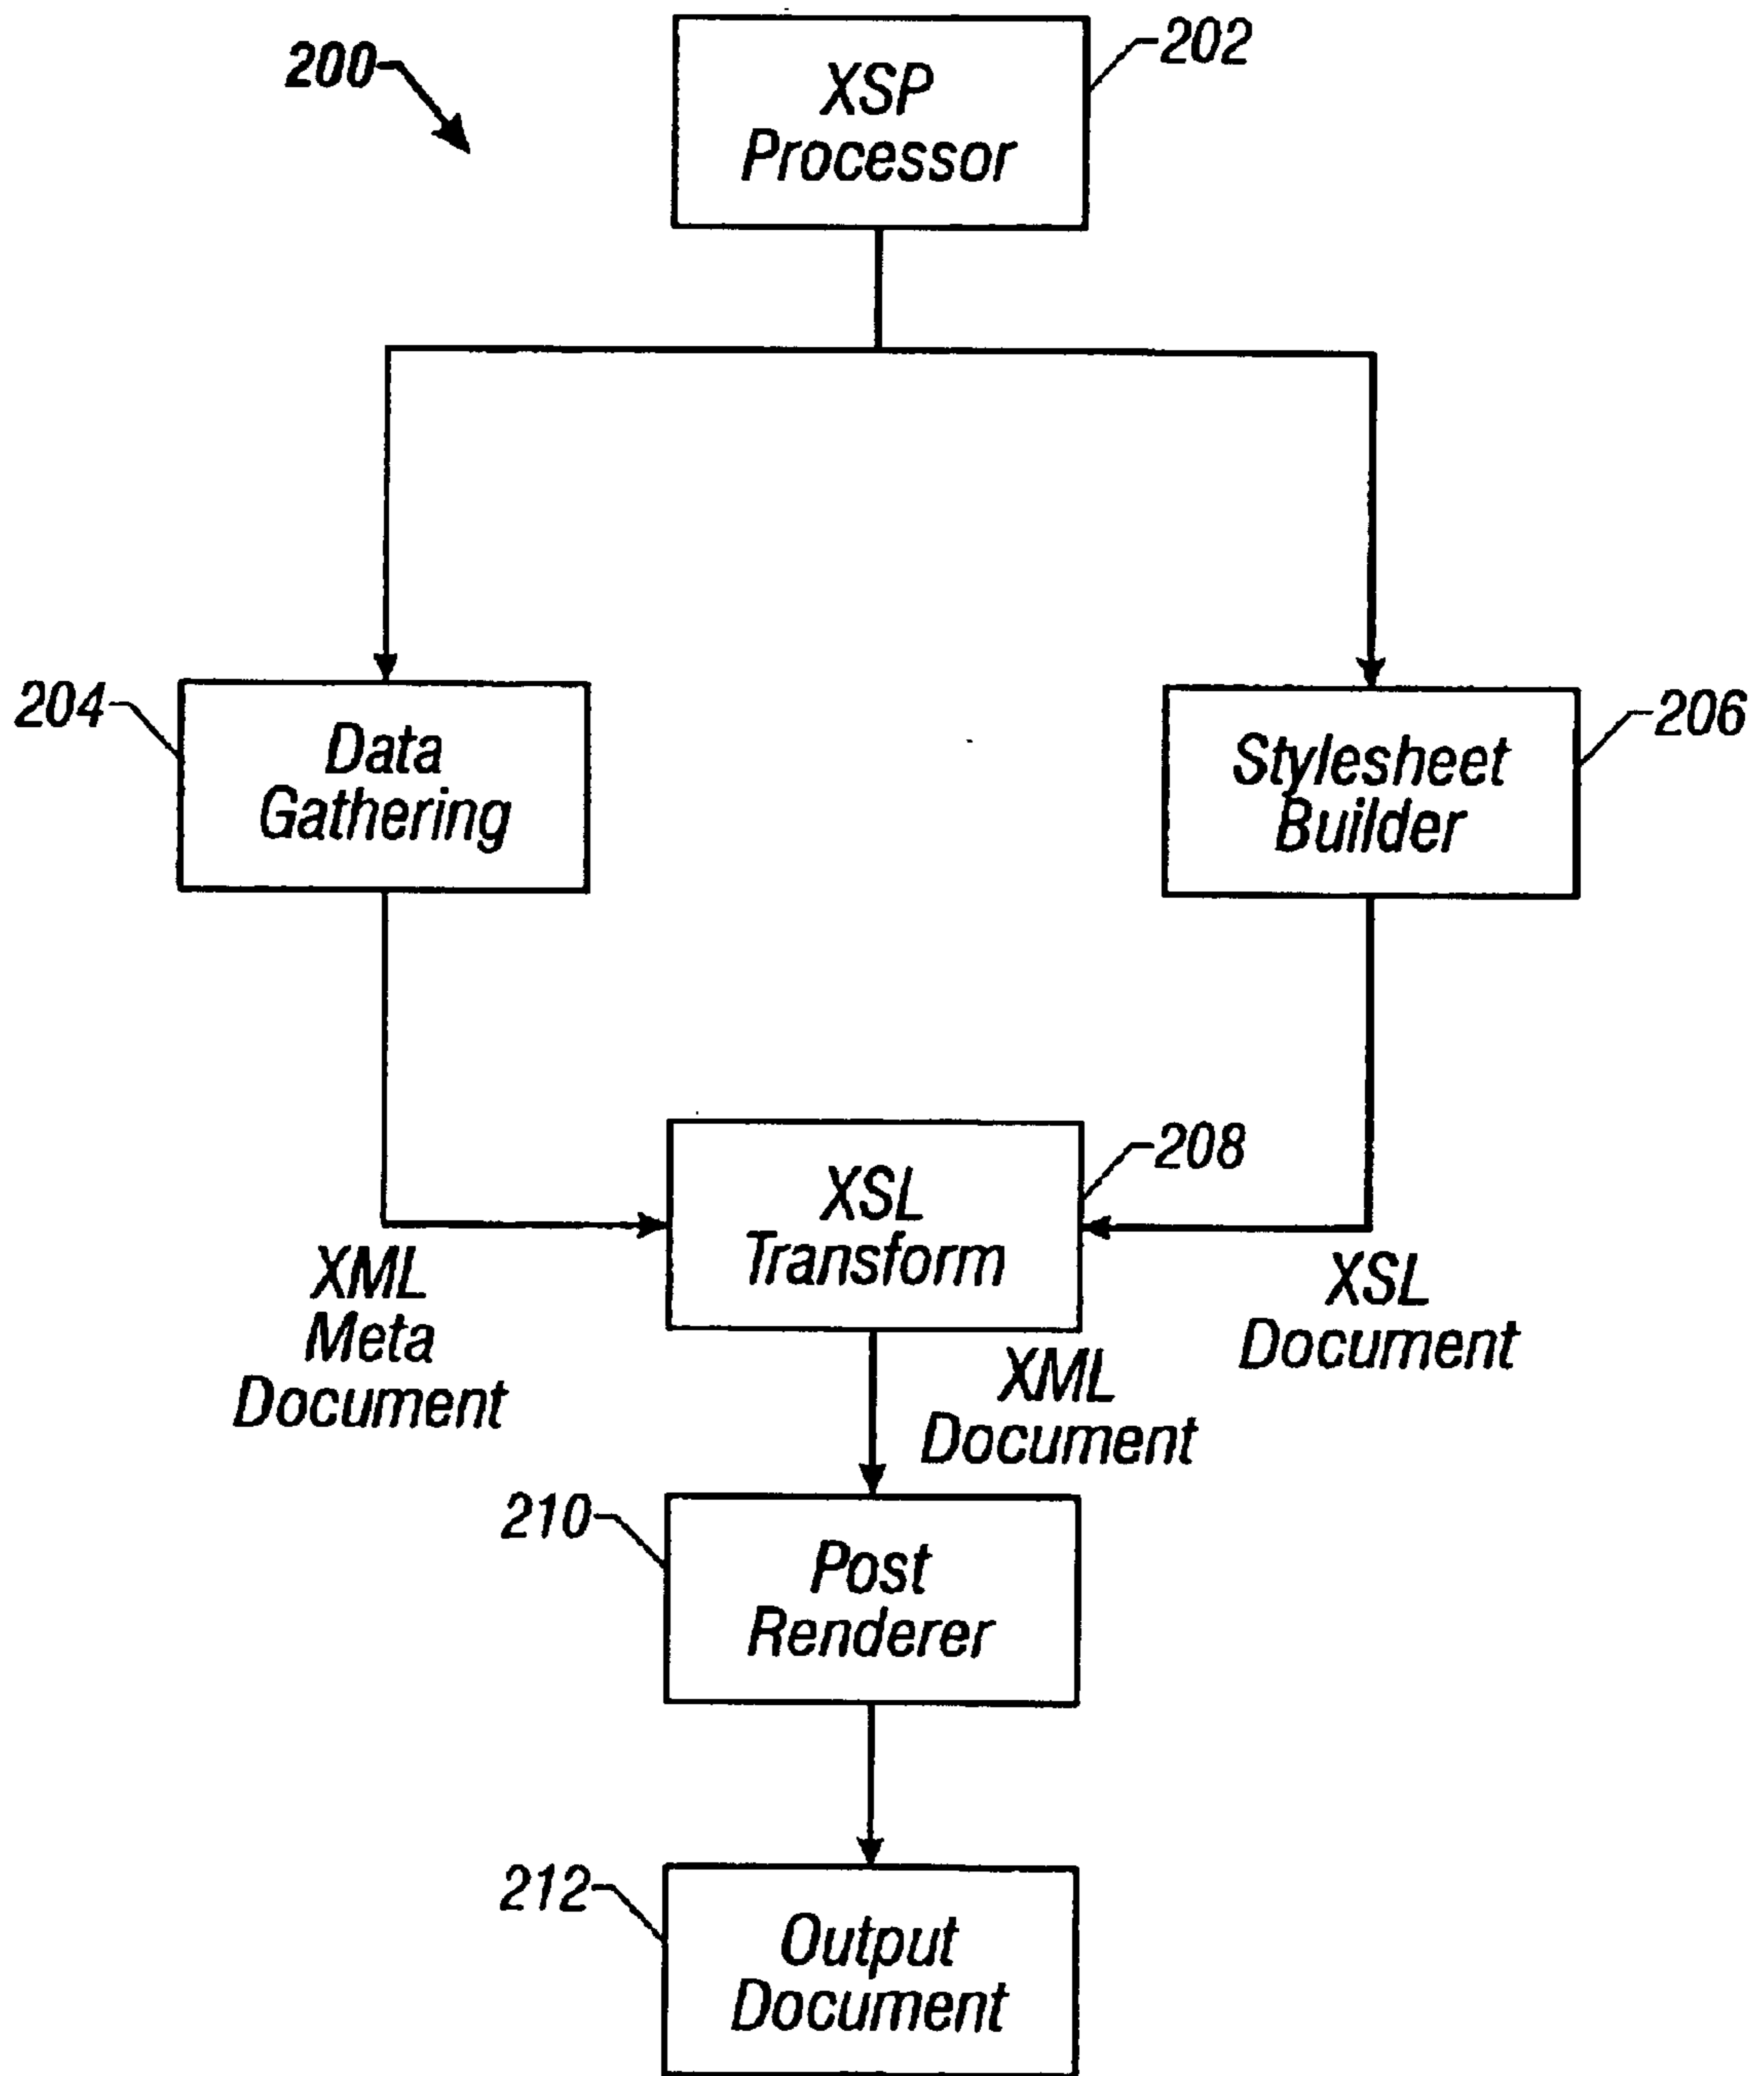 200
202
XSP
Processor
204
Data
Gathering
206
Stylesheet
Builder
208
XSL
Transform
XML
Meta
Document
XSL
Document
XML
Document
210
Post
Renderer
212
Output
Document